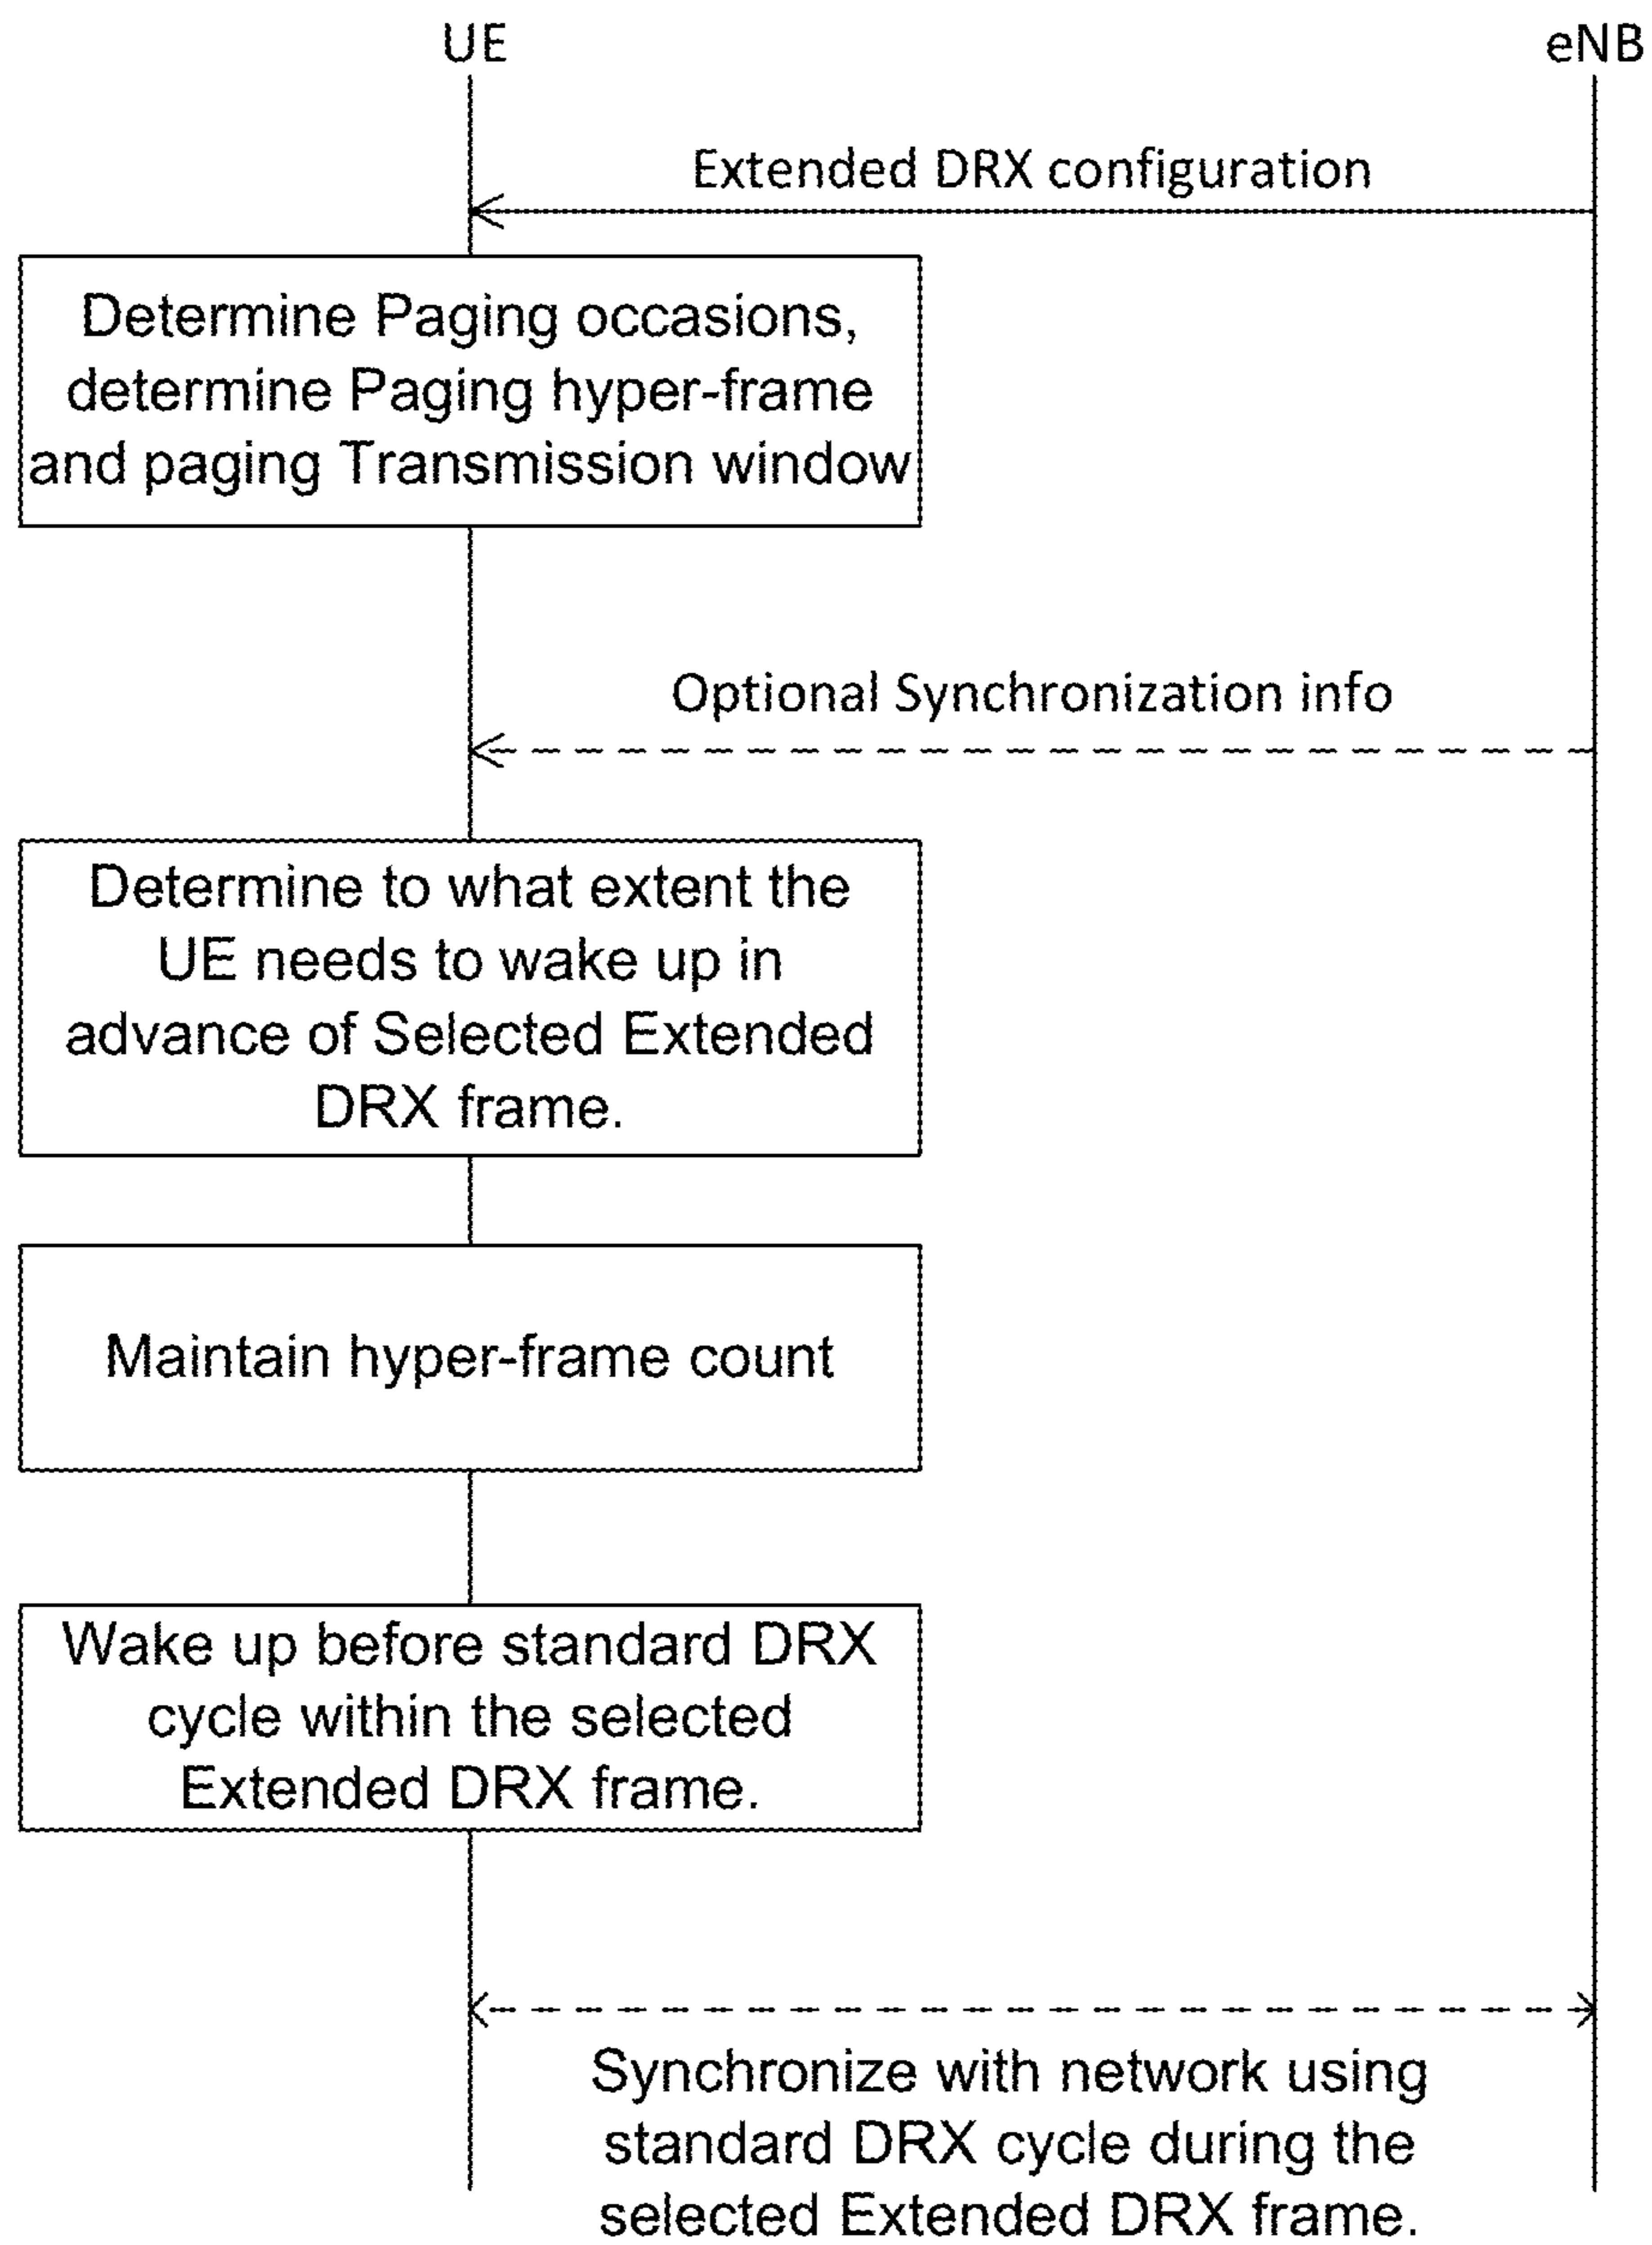 UE
eNB
Extended DRX configuration
Determine Paging occasions,
determine Paging hyper-frame
and paging Transmission window
Optional Synchronization info
Determine to what extent the
UE needs to wake up in
advance of Selected Extended
DRX frame.
Maintain hyper-frame count
Wake up before standard DRX
cycle within the selected
Extended DRX frame.
Synchronize with network using
standard DRX cycle during the
selected Extended DRX frame.